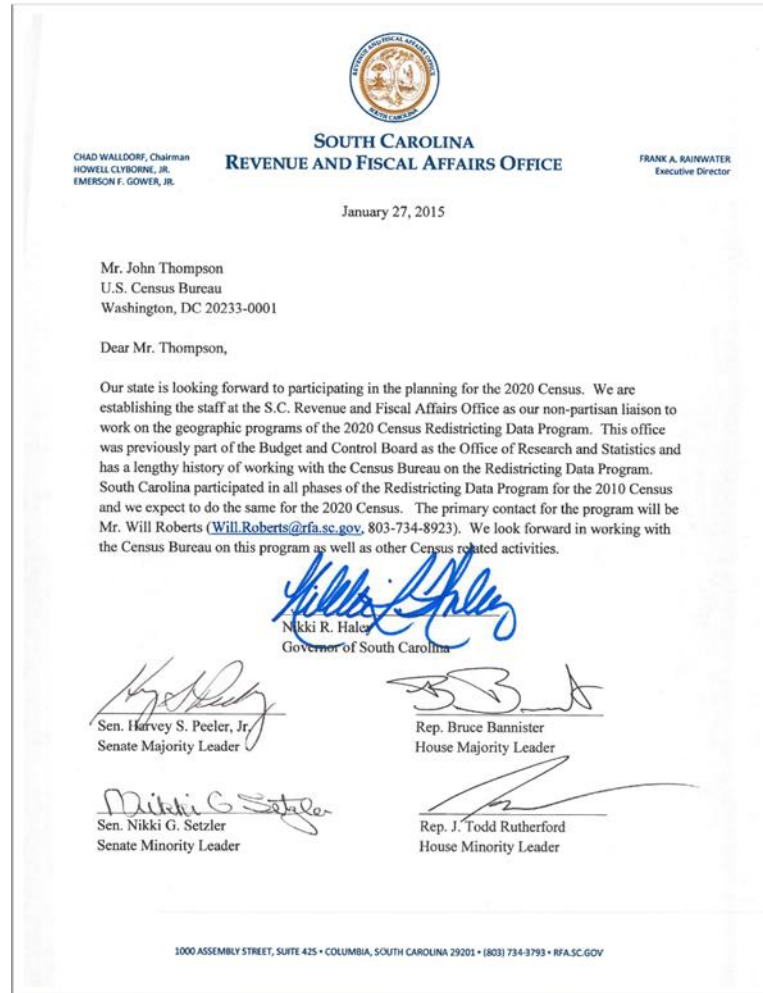 REVENUE AND FISCAL AFFAIRS OFFICE
SOUTH CAROLINA
SOUTH CAROLINA
REVENUE AND FISCAL AFFAIRS OFFICE
CHAD WALLDORF, Chairman
HOWELL CLYBORNE, JR.
EMERSON F. GOWER, JR.
FRANK A. RAINWATER
Executive Director
January 27, 2015
Mr. John Thompson
U.S. Census Bureau
Washington, DC 20233-0001
Dear Mr. Thompson,
Our state is looking forward to participating in the planning for the 2020 Census. We are
establishing the staff at the S.C. Revenue and Fiscal Affairs Office as our non-partisan liaison to
work on the geographic programs of the 2020 Census Redistricting Data Program. This office
was previously part of the Budget and Control Board as the Office of Research and Statistics and
has a lengthy history of working with the Census Bureau on the Redistricting Data Program.
South Carolina participated in all phases of the Redistricting Data Program for the 2010 Census
and we expect to do the same for the 2020 Census. The primary contact for the program will be
Mr. Will Roberts (Will.Roberts@rfa.sc.gov, 803-734-8923). We look forward in working with
the Census Bureau on this program as well as other Census related activities.
Nikki R. Haley
Governor of South Carolina
Sen. Harvey S. Peeler, Jr.
Senate Majority Leader
Rep. Bruce Bannister
House Majority Leader
Nikki G Setzler
Sen. Nikki G. Setzler
Senate Minority Leader
Rep. J. Todd Rutherford
House Minority Leader
1000 ASSEMBLY STREET, SUITE 425 • COLUMBIA, SOUTH CAROLINA 29201 • (803) 734-3793 • RFA.SC.GOV